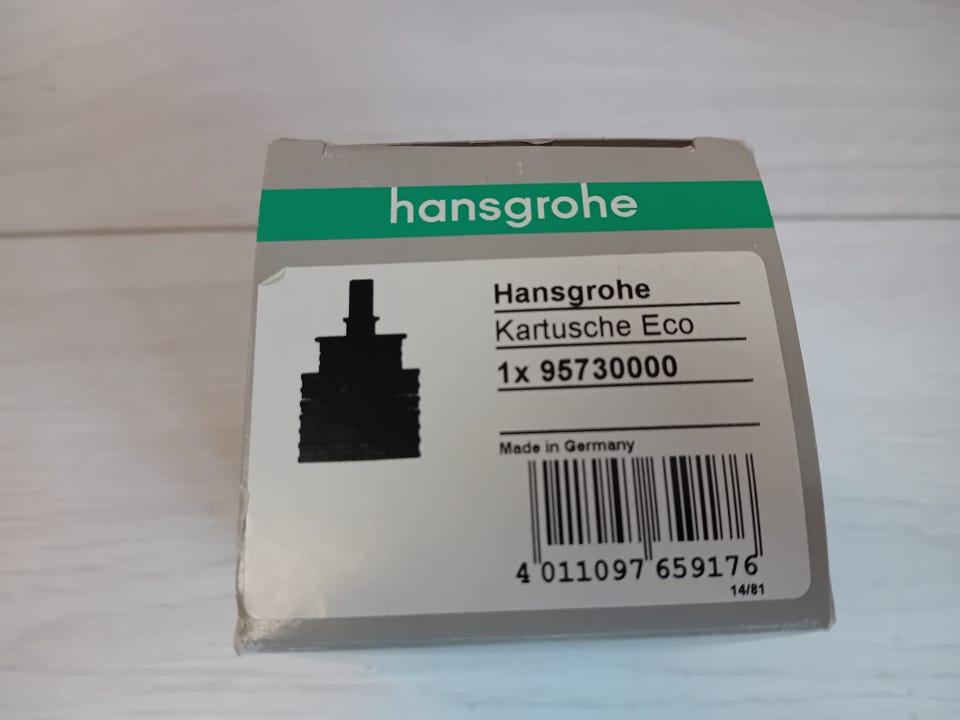 hansgrohe
Hansgrohe
Kartusche Eco
1x 95730000
Made in Germany
4 011097 659176
14/81